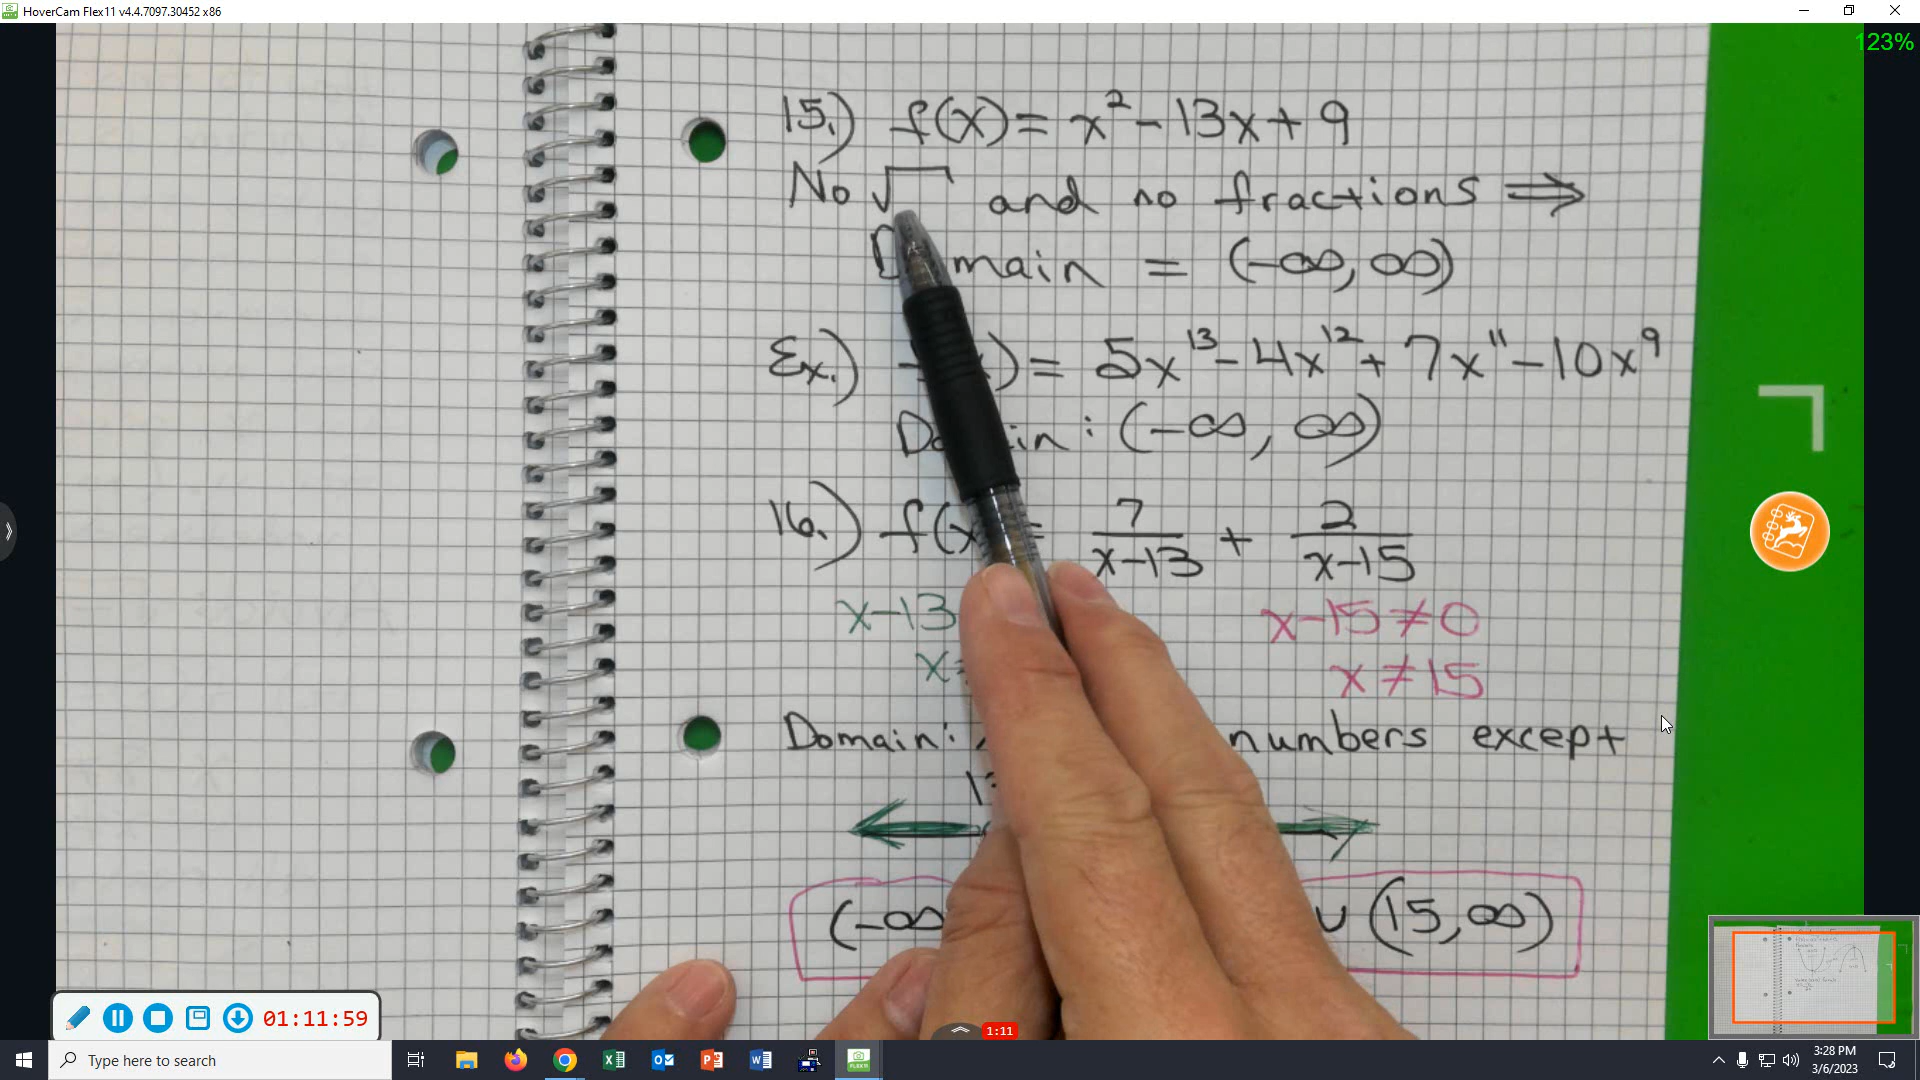 HoverCam Flex11 v4.4.7097.30452 x86
123%
15.) f(x) = x² - 13x + 9
No √ and no fractions ⇒
Domain = (-∞, ∞)
Ex.) = 5x¹³ - 4x¹² + 7x¹¹ - 10x⁹
: (-∞, ∞)
16.) f(x = 7/(x-13) + 2/(x-15)
x-13 x-15≠0
x x≠15
Domain: numbers except
(-∞ ∪ (15, ∞)
01:11:59
1:11
Type here to search
3:28 PM
3/6/2023